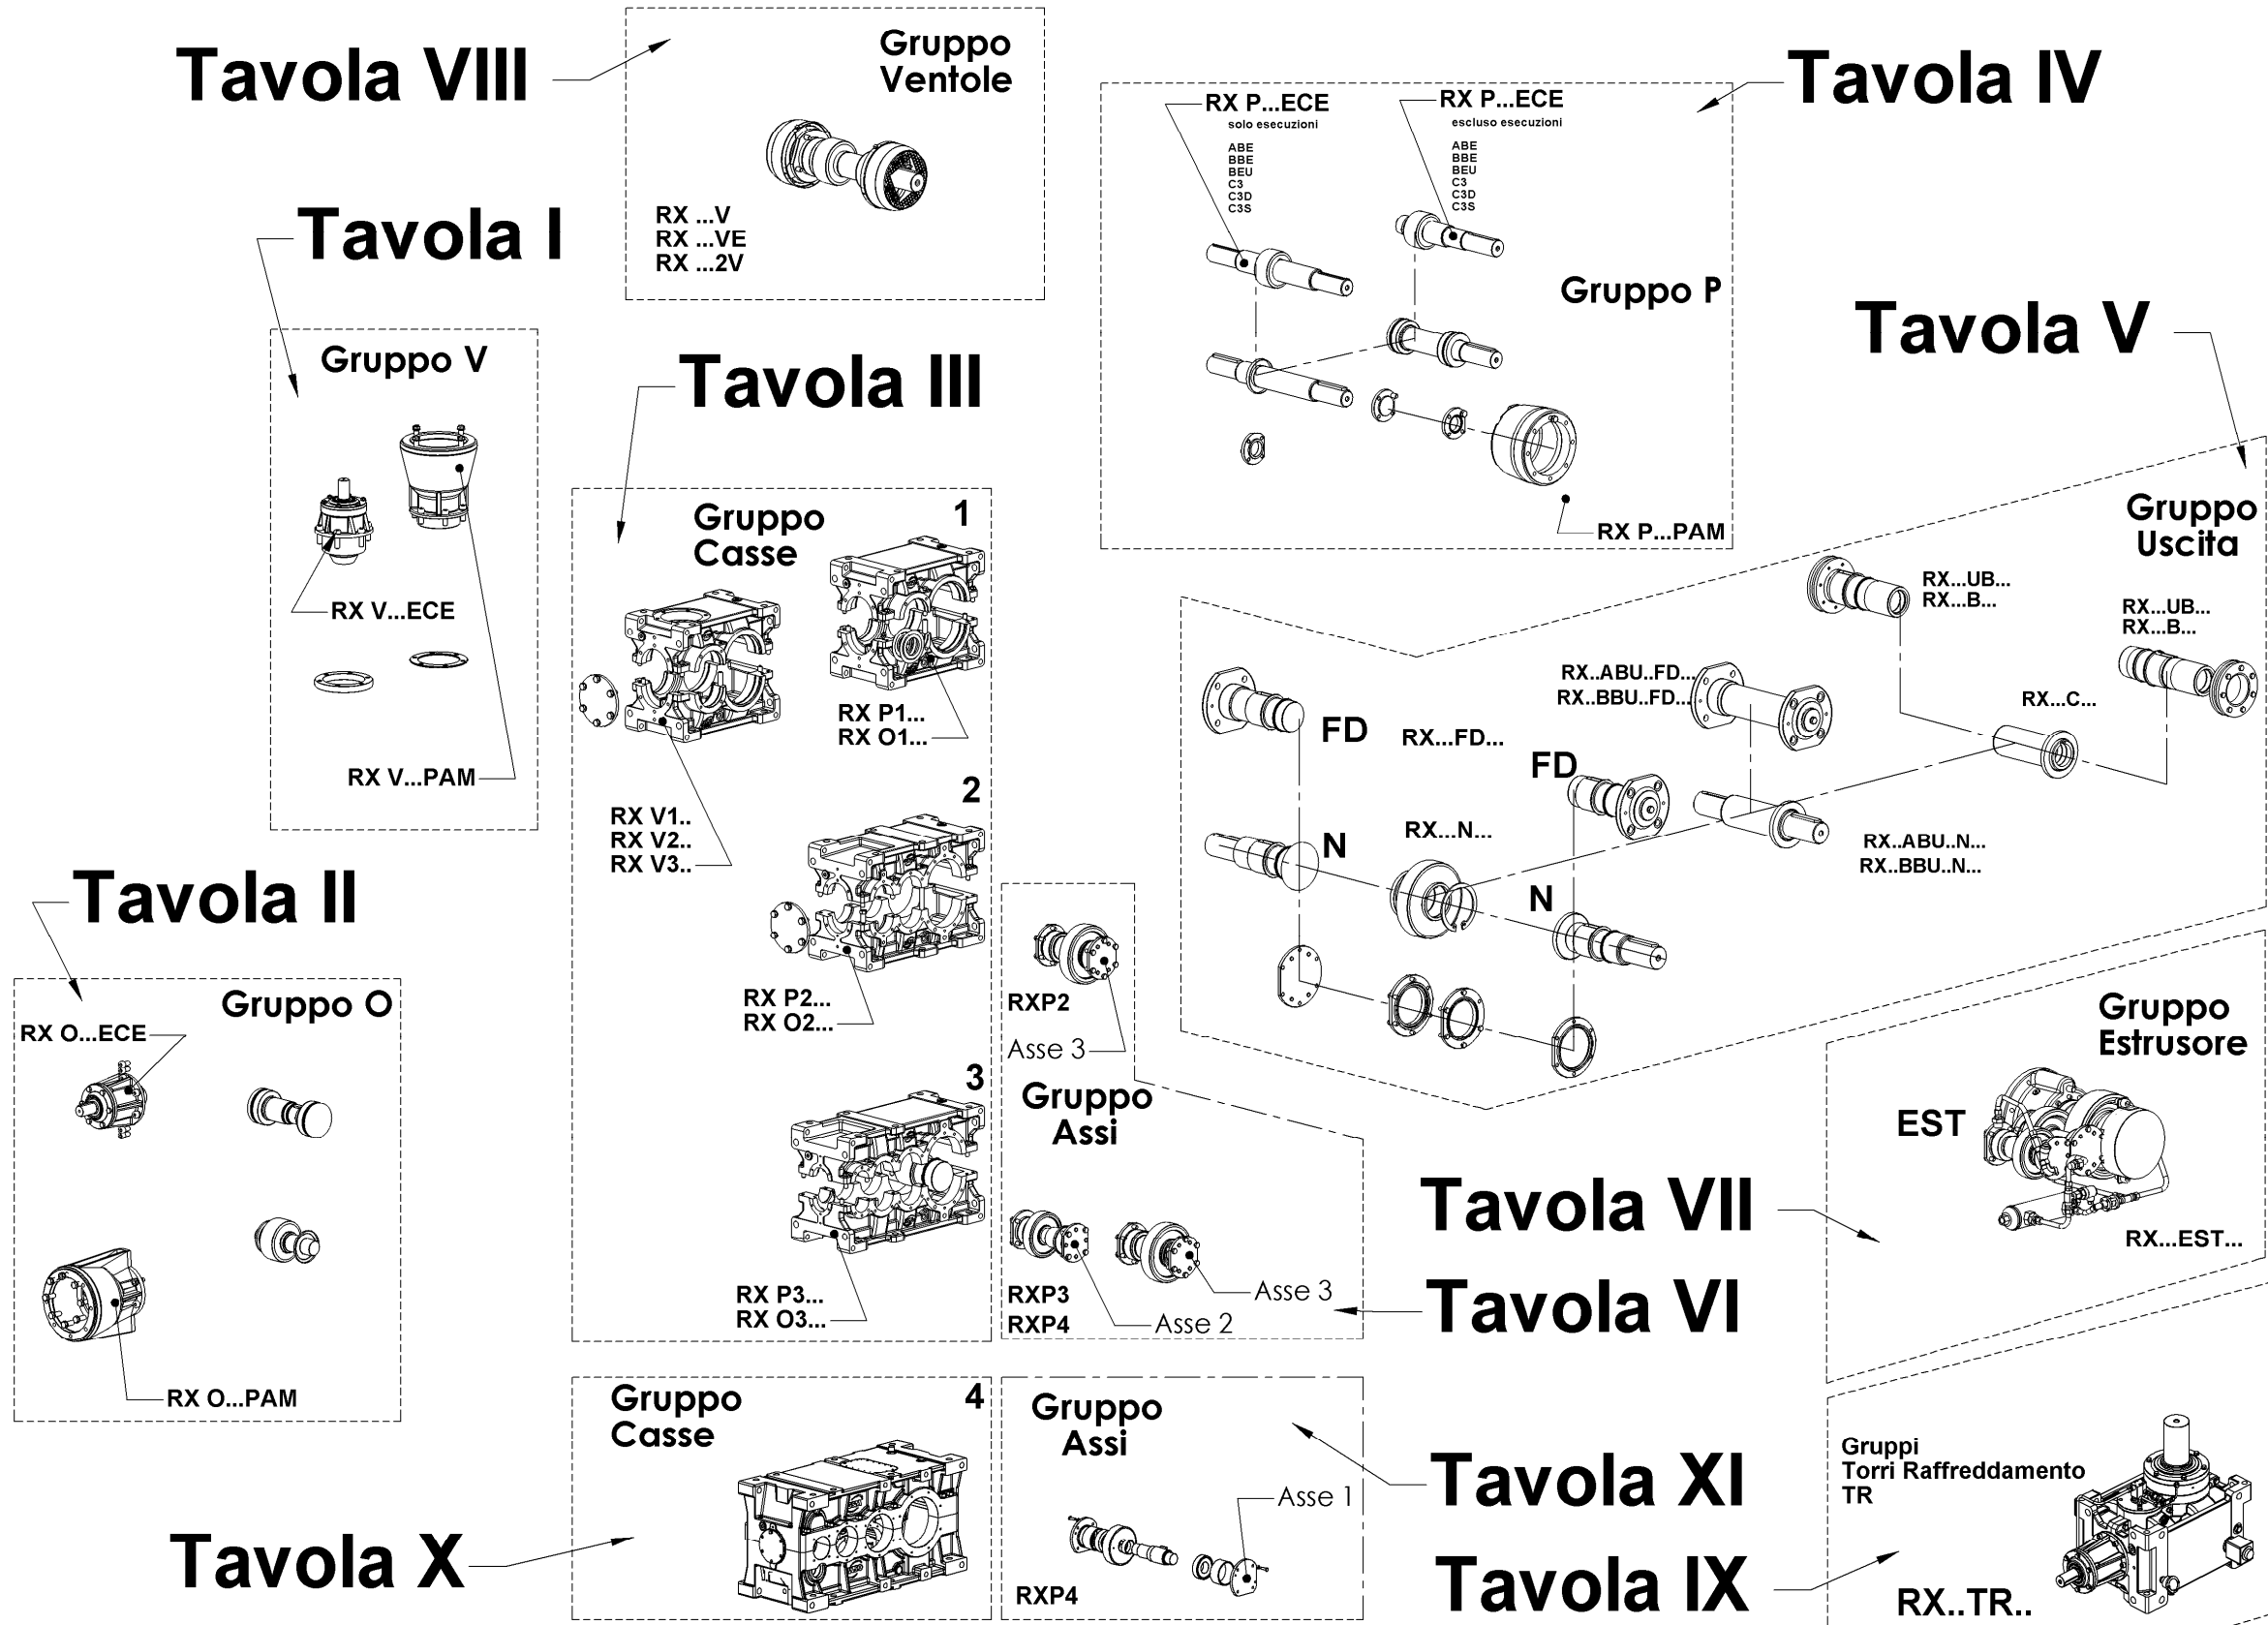 Tavola VIII
Gruppo
Ventole
RX ...V
RX ...VE
RX ...2V
Tavola IV
RX P...ECE
solo esecuzioni
ABE
BBE
BEU
C3
C3D
C3S
RX P...ECE
escluso esecuzioni
ABE
BBE
BEU
C3
C3D
C3S
Gruppo P
RX P...PAM
Tavola I
Gruppo V
RX V...ECE
RX V...PAM
Tavola III
Gruppo
Casse
1
RX P1...
RX O1...
RX V1..
RX V2..
RX V3..
2
RX P2...
RX O2...
3
RX P3...
RX O3...
Tavola V
Gruppo
Uscita
RX...UB...
RX...B...
RX...UB...
RX...B...
RX..ABU..FD...
RX..BBU..FD...
RX...C...
FD
RX...FD...
FD
N
RX...N...
N
RX..ABU..N...
RX..BBU..N...
Tavola II
Gruppo O
RX O...ECE
RX O...PAM
RXP2
Asse 3
Gruppo
Assi
RXP3
RXP4
Asse 3
Asse 2
Tavola VII
Tavola VI
Gruppo
Estrusore
EST
RX...EST...
Tavola X
Gruppo
Casse
4
Gruppo
Assi
Asse 1
RXP4
Tavola XI
Tavola IX
Gruppi
Torri Raffreddamento
TR
RX..TR..